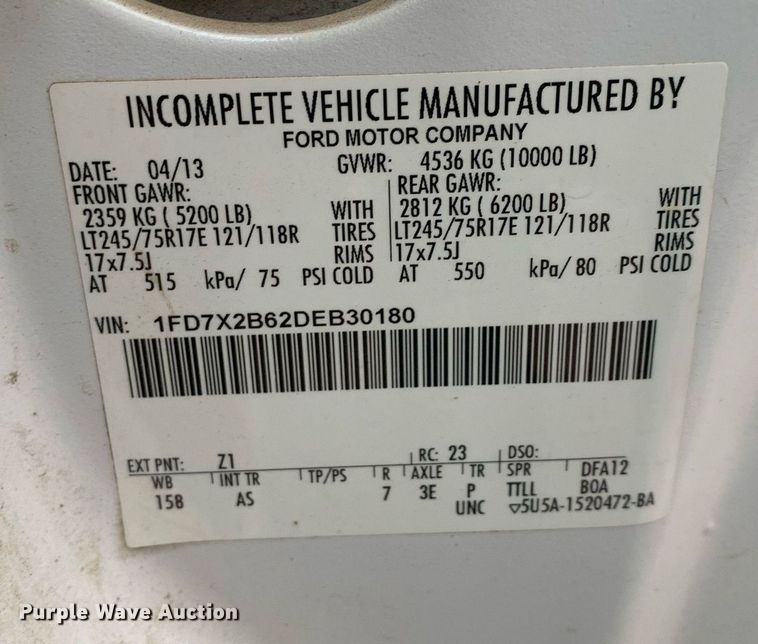 INCOMPLETE VEHICLE MANUFACTURED BY
FORD MOTOR COMPANY
DATE: 04/13 GVWR: 4536 KG (10000 LB)
FRONT GAWR: REAR GAWR:
2359 KG ( 5200 LB) WITH 2812 KG ( 6200 LB) WITH
LT245/75R17E 121/118R TIRES LT245/75R17E 121/118R TIRES
17x7.5J RIMS 17x7.5J RIMS
AT 515 kPa/ 75 PSI COLD AT 550 kPa/ 80 PSI COLD
VIN: 1FD7X2B62DEB30180
EXT PNT: Z1 RC: 23 DSO:
WB INT TR TP/PS R AXLE TR SPR DFA12
158 AS 7 3E P TTLL BOA
UNC ▽5U5A-1520472-BA
Purple Wave Auction